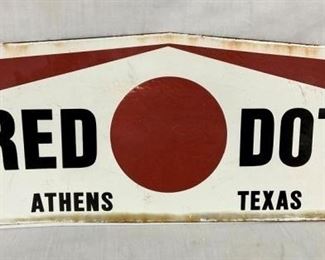 RED DOT
ATHENS TEXAS